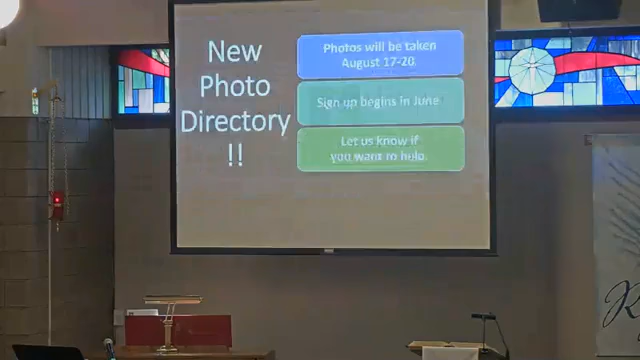 New
Photo
Directory
!!
Photos will be taken
August 17-20
Sign up begins in June
Let us know if
you want to help.